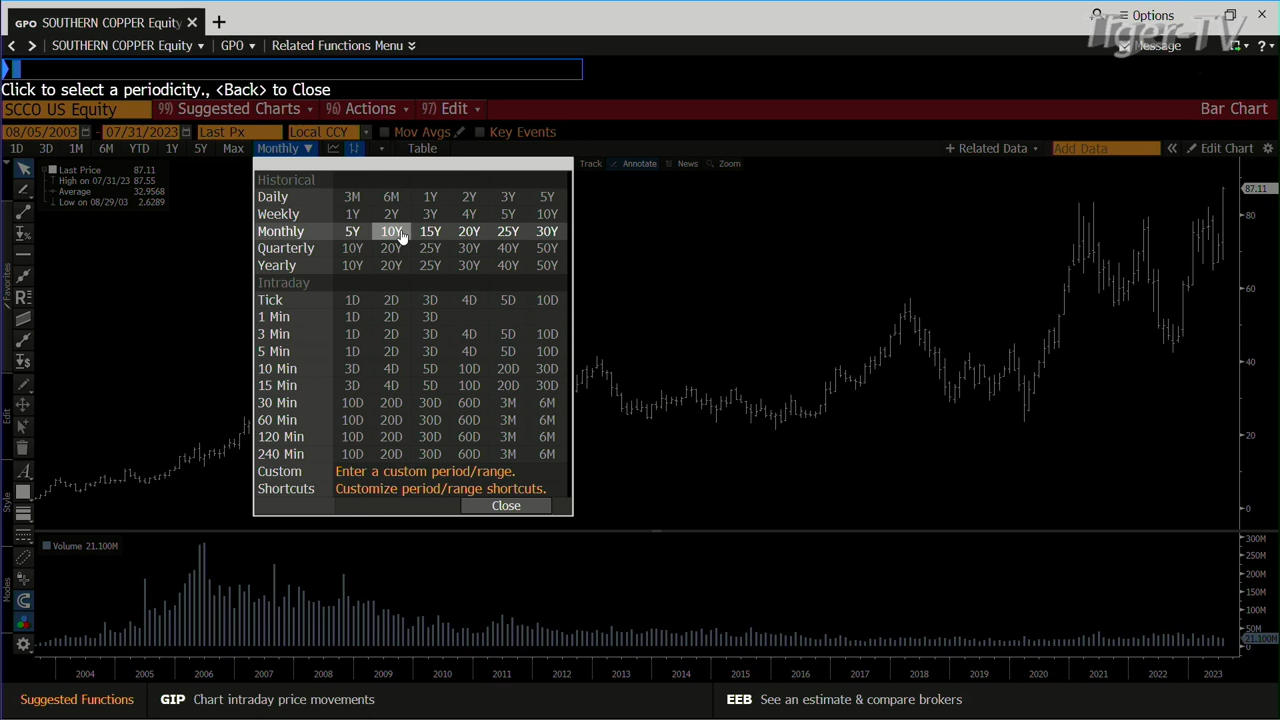 GPO SOUTHERN COPPER Equity
Options
Tiger-TV
SOUTHERN COPPER Equity GPO Related Functions Menu Message ?
Click to select a periodicity., <Back> to Close
SCCO US Equity 99) Suggested Charts 96) Actions 97) Edit Bar Chart
08/05/2003 07/31/2023 Last Px Local CCY Mov Avgs Key Events
1D 3D 1M 6M YTD 1Y 5Y Max Monthly Table + Related Data Add Data Edit Chart
Track Annotate News Zoom
Last Price 87.11
High on 07/31/23 87.55
Average 32.9568
Low on 08/29/03 2.6289
Historical
Daily 3M 6M 1Y 2Y 3Y 5Y
Weekly 1Y 2Y 3Y 4Y 5Y 10Y
Monthly 5Y 10Y 15Y 20Y 25Y 30Y
Quarterly 10Y 20Y 25Y 30Y 40Y 50Y
Yearly 10Y 20Y 25Y 30Y 40Y 50Y
Intraday
Tick 1D 2D 3D 4D 5D 10D
1 Min 1D 2D 3D
3 Min 1D 2D 3D 4D 5D 10D
5 Min 1D 2D 3D 4D 5D 10D
10 Min 3D 4D 5D 10D 20D 30D
15 Min 3D 4D 5D 10D 20D 30D
30 Min 10D 20D 30D 60D 3M 6M
60 Min 10D 20D 30D 60D 3M 6M
120 Min 10D 20D 30D 60D 3M 6M
240 Min 10D 20D 30D 60D 3M 6M
Custom Enter a custom period/range.
Shortcuts Customize period/range shortcuts.
Close
87.11
80
60
40
20
0
Favorites
Edit
Style
Modes
Volume 21.100M
300M
250M
200M
150M
100M
50M
21.100M
0
2004 2005 2006 2007 2008 2009 2010 2011 2012 2013 2014 2015 2016 2017 2018 2019 2020 2021 2022 2023
Suggested Functions GIP Chart intraday price movements EEB See an estimate & compare brokers